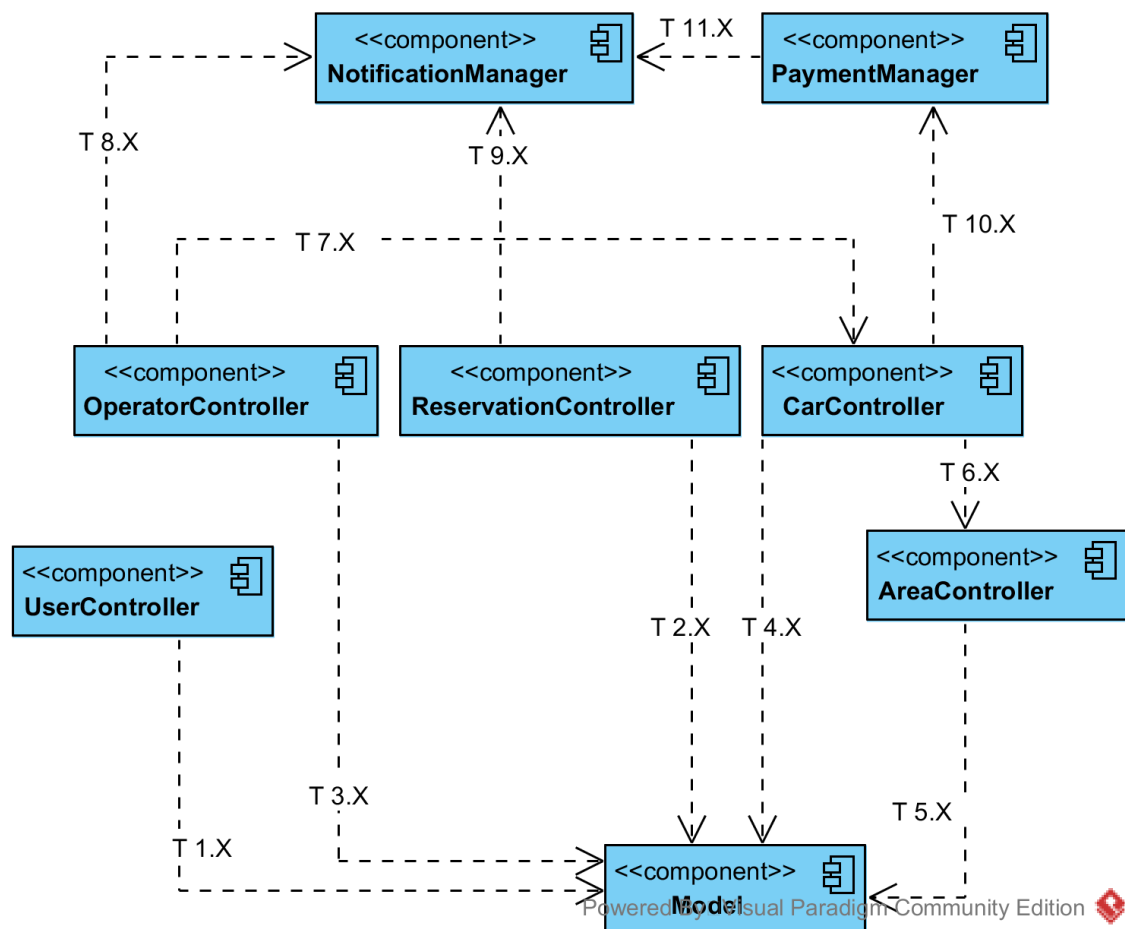 <<component>>
NotificationManager
T 11.X
<<component>>
PaymentManager
T 8.X
T 9.X
T 10.X
T 7.X
<<component>>
OperatorController
<<component>>
ReservationController
<<component>>
CarController
T 6.X
<<component>>
UserController
<<component>>
AreaController
T 2.X
T 4.X
T 3.X
T 1.X
T 5.X
<<component>>
Model
Powered By Visual Paradigm Community Edition